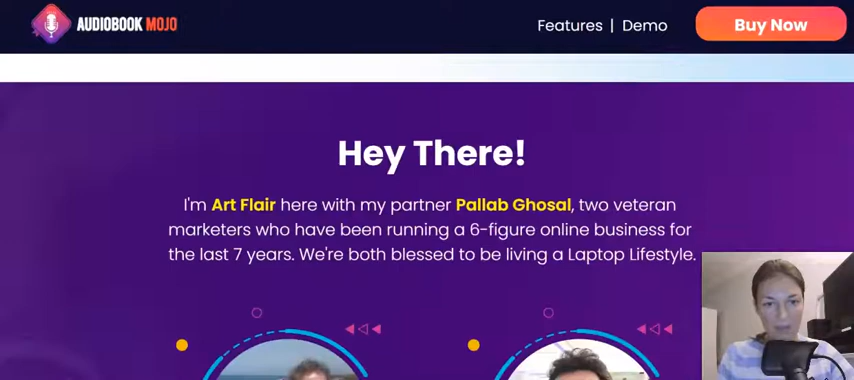 AUDIOBOOK MOJO
Features | Demo
Buy Now
Hey There!
I'm Art Flair here with my partner Pallab Ghosal, two veteran
marketers who have been running a 6-figure online business for
the last 7 years. We're both blessed to be living a Laptop Lifestyle.